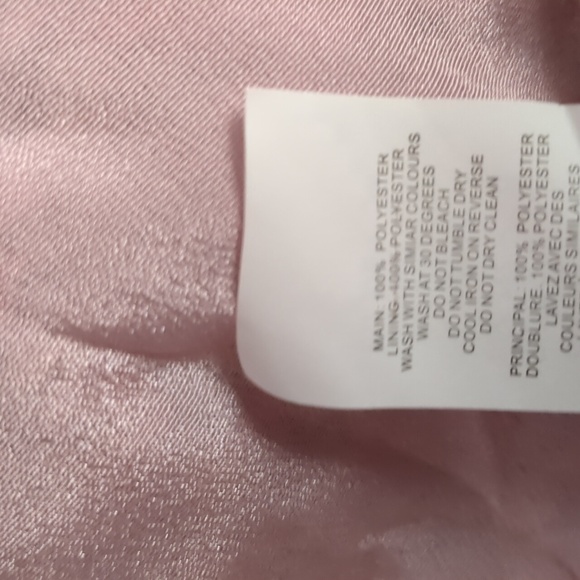 MAIN: 100% POLYESTER
LINING: 100% POLYESTER
WASH WITH SIMIAR COLOURS
WASH AT 30 DEGREES
DO NOT BLEACH
DO NOT TUMBLE DRY
COOL IRON ON REVERSE
DO NOT DRY CLEAN
PRINCIPAL: 100% POLYESTER
DOUBLURE: 100% POLYESTER
LAVEZ AVEC DES
COULEURS SIMILAIRES